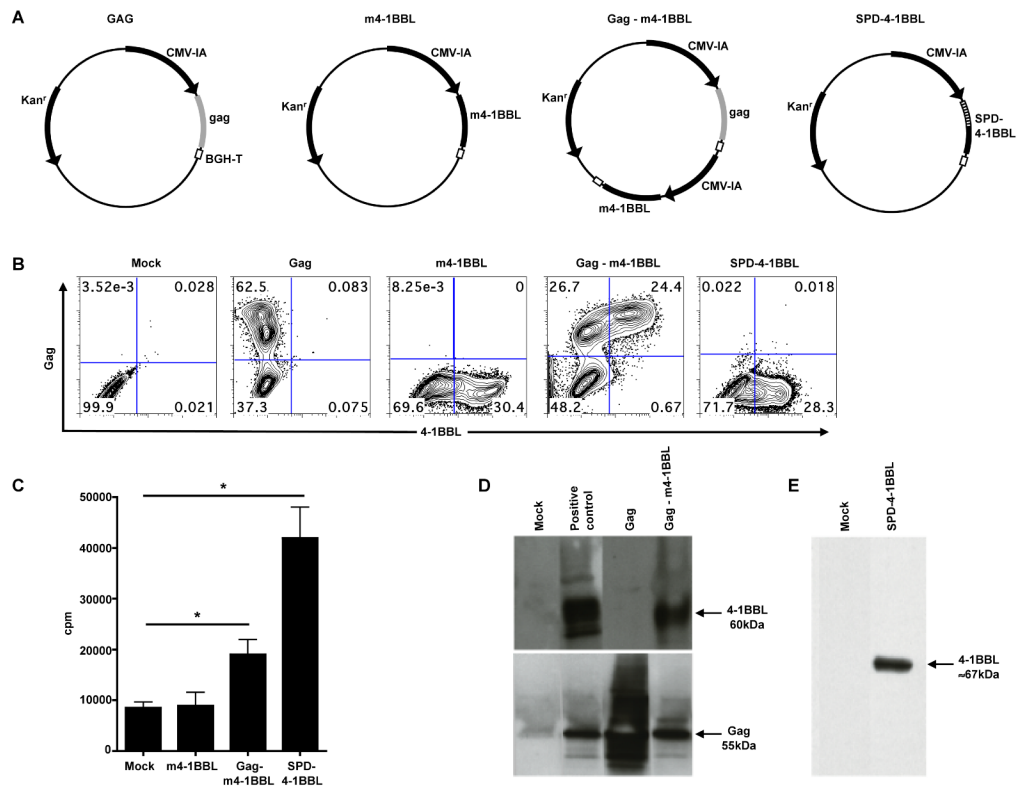 A
GAG
m4-1BBL
Gag - m4-1BBL
SPD-4-1BBL
CMV-IA
Kanʳ
gag
BGH-T
CMV-IA
Kanʳ
m4-1BBL
CMV-IA
Kanʳ
gag
CMV-IA
m4-1BBL
CMV-IA
Kanʳ
SPD-
4-1BBL
B
Mock
Gag
m4-1BBL
Gag - m4-1BBL
SPD-4-1BBL
3.52e-3 0.028
99.9 0.021
62.5 0.083
37.3 0.075
8.25e-3 0
69.6 30.4
26.7 24.4
48.2 0.67
0.022 0.018
71.7 28.3
Gag
4-1BBL
C
50000
40000
30000
20000
10000
0
cpm
*
*
Mock
m4-1BBL
Gag-
m4-1BBL
SPD-
4-1BBL
D
Mock
Positive
control
Gag
Gag - m4-1BBL
4-1BBL
60kDa
Gag
55kDa
E
Mock
SPD-4-1BBL
4-1BBL
≈67kDa